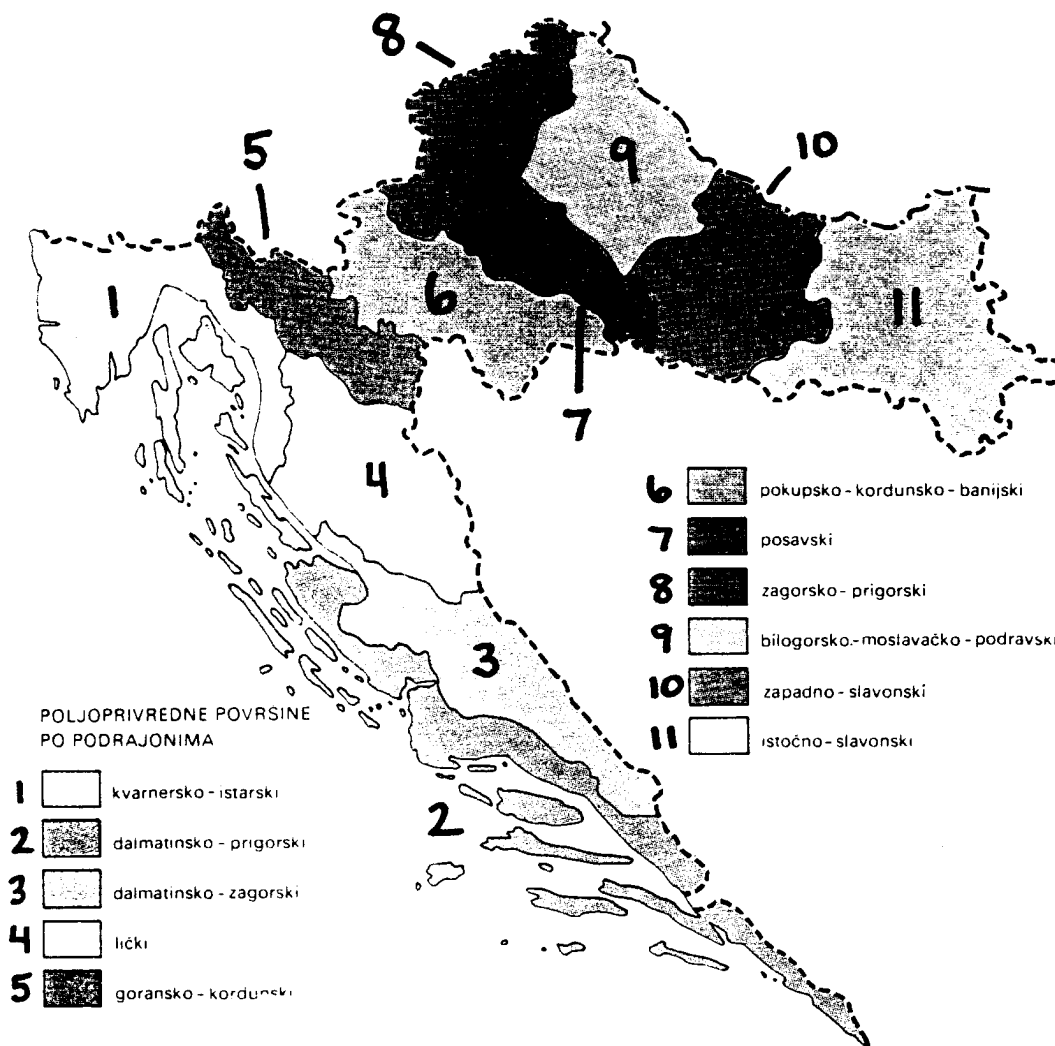 8
9
10
5
1
6
11
7
4
3
2
POLJOPRIVREDNE POVRSINE
PO PODRAJONIMA
1 kvarnersko-istarski
2 dalmatinsko-prigorski
3 dalmatinsko-zagorski
4 lički
5 goransko-kordunski
6 pokupsko-kordunsko-banijski
7 posavski
8 zagorsko-prigorski
9 bilogorsko-moslavačko-podravski
10 zapadno-slavonski
11 istočno-slavonski